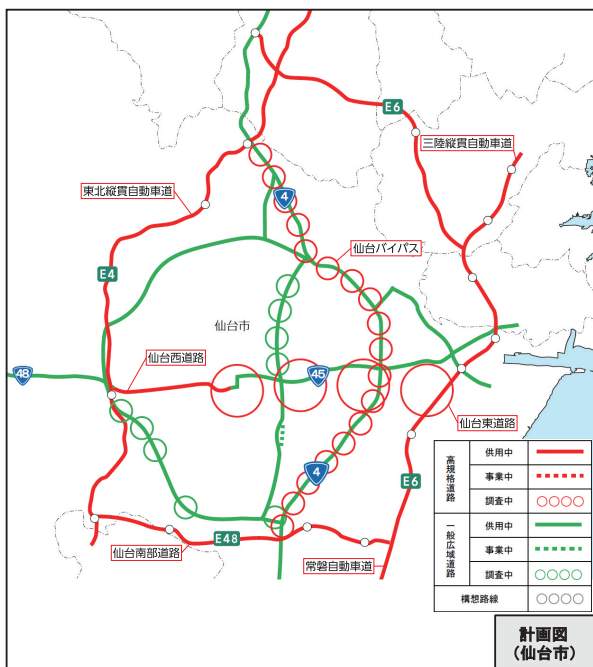 E6
三陸縦貫自動車道
東北縦貫自動車道
4
仙台バイパス
E4
仙台市
仙台西道路
48
45
仙台東道路
4
E6
E48
仙台南部道路
常磐自動車道
高規格道路
供用中
事業中
調査中
一般広域道路
供用中
事業中
調査中
構想路線
計画図
(仙台市)